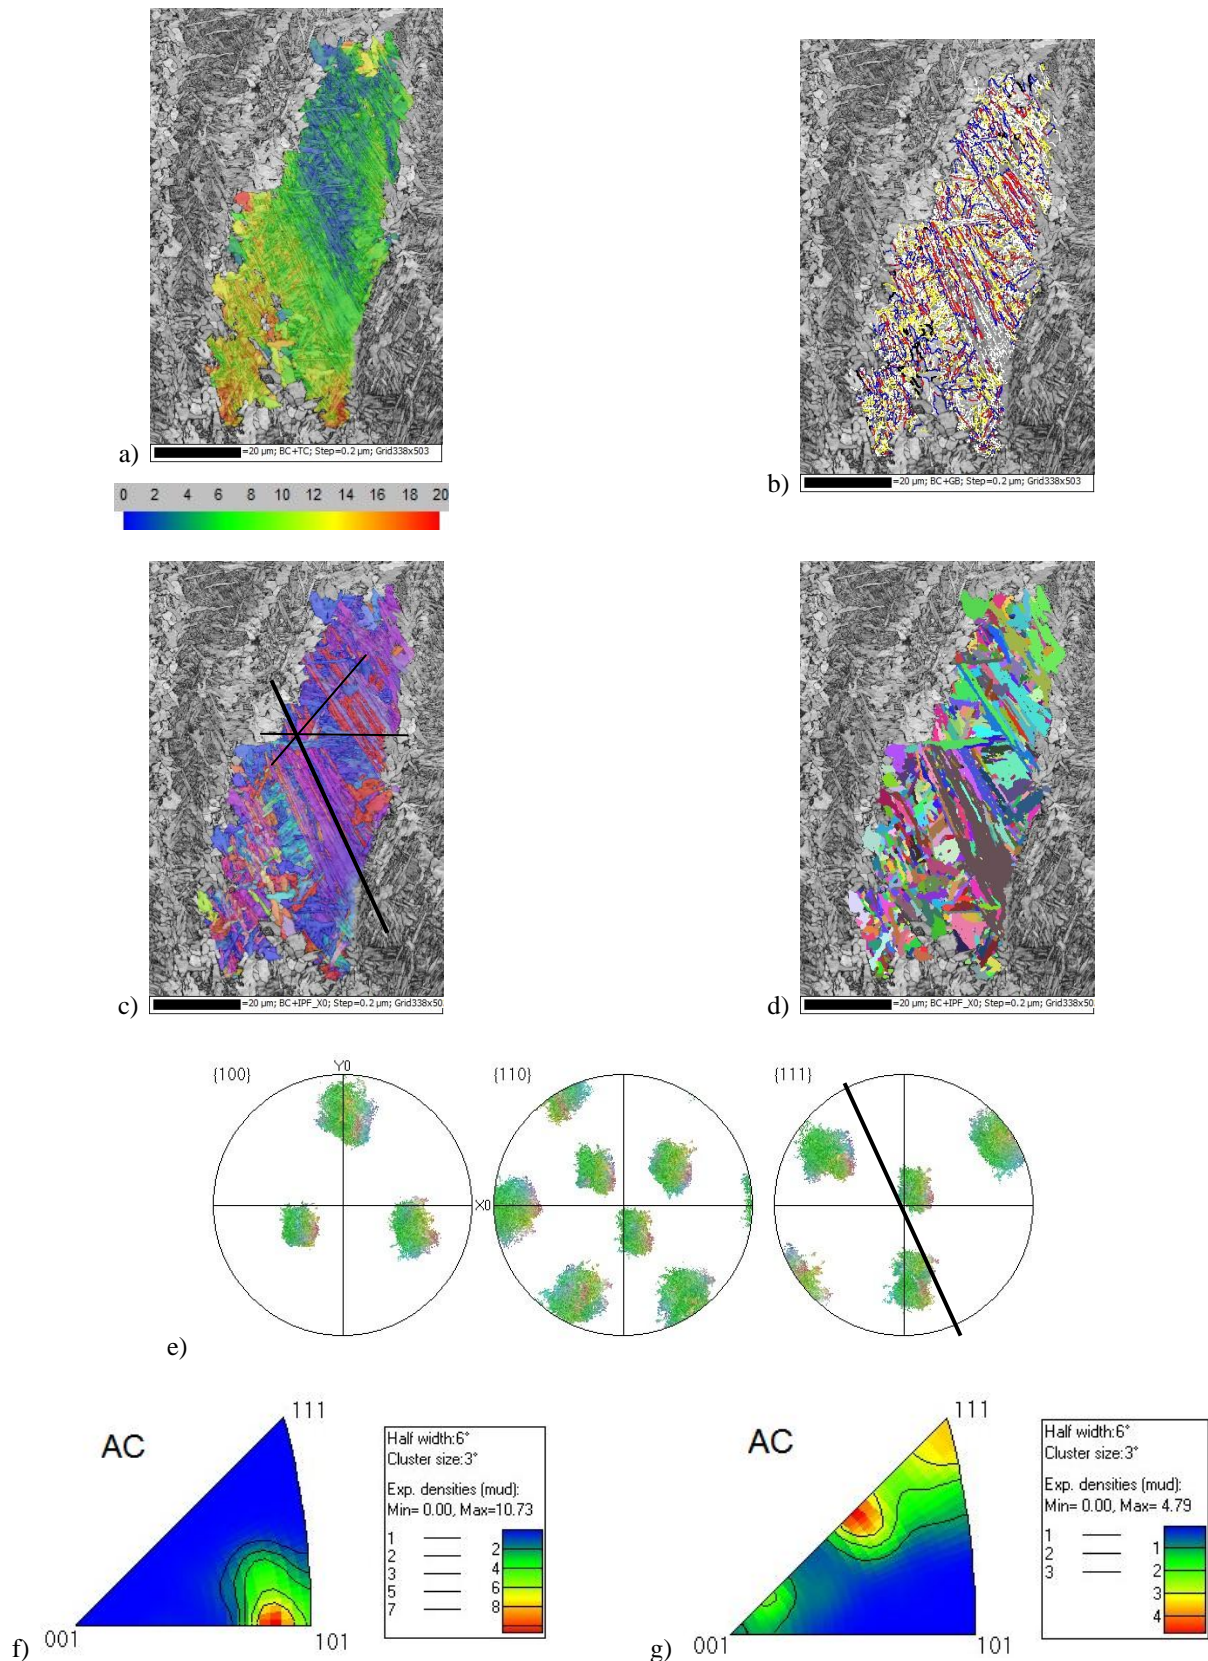 a)
=20 µm; BC+TC; Step=0.2 µm; Grid338x503
b)
=20 µm; BC+GB; Step=0.2 µm; Grid338x503
0 2 4 6 8 10 12 14 16 18 20
c)
=20 µm; BC+IPF_X0; Step=0.2 µm; Grid338x50
d)
=20 µm; BC+IPF_X0; Step=0.2 µm; Grid338x50
{100}
Y0
{110}
{111}
X0
e)
111
AC
001
101
f)
Half width:6°
Cluster size:3°
Exp. densities (mud):
Min= 0.00, Max=10.73
1
2
3
5
7
2
4
6
8
111
AC
001
101
g)
Half width:6°
Cluster size:3°
Exp. densities (mud):
Min= 0.00, Max= 4.79
1
2
3
1
2
3
4